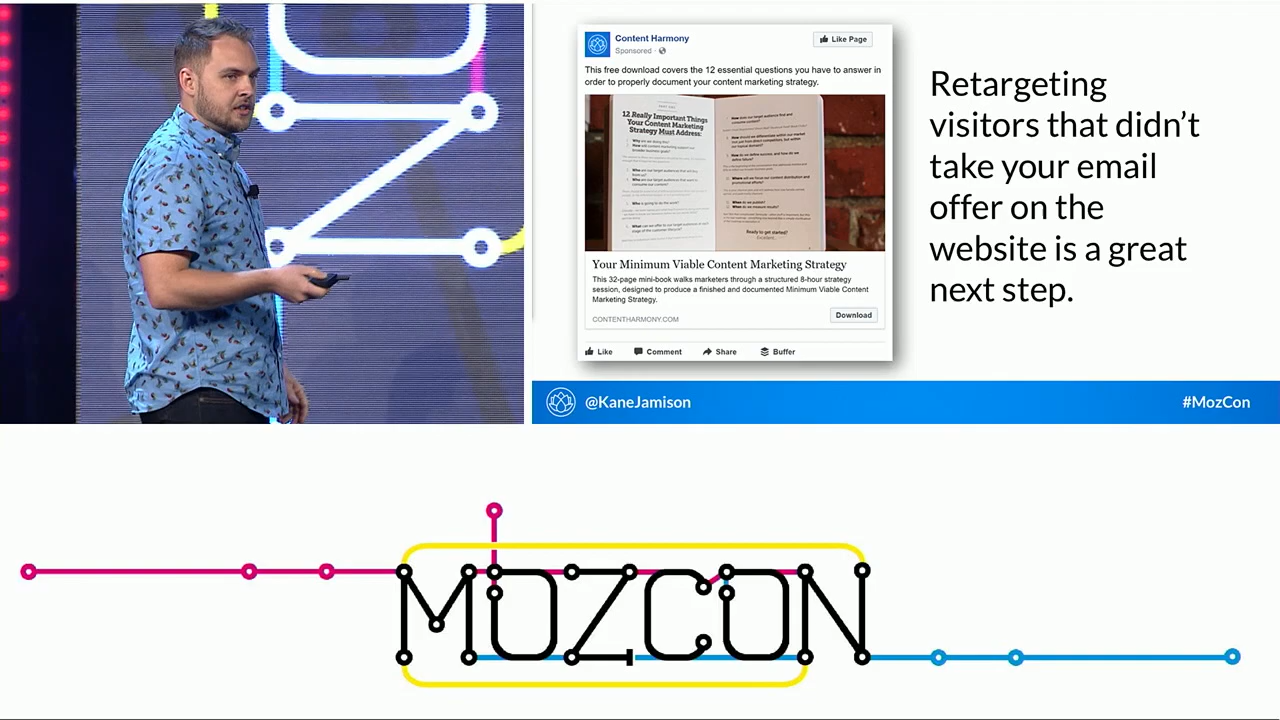 Content Harmony
Sponsored ·
Like Page
This free download covers the 12 essential questions you have to answer in
order to properly document your content marketing strategy.
12 Really Important Things
Your Content Marketing
Strategy Must Address:
Ready to get started?
Your Minimum Viable Content Marketing Strategy
This 32-page mini-book walks marketers through a structured 8-hour strategy
session, designed to produce a finished and documented Minimum Viable Content
Marketing Strategy.
CONTENTHARMONY.COM
Download
Like Comment Share Buffer
Retargeting
visitors that didn’t
take your email
offer on the
website is a great
next step.
@KaneJamison
#MozCon
MOZCON